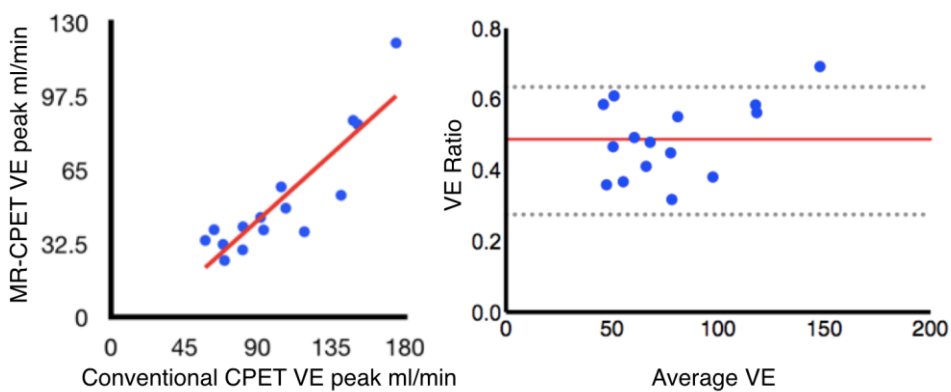 MR-CPET VE peak ml/min
130
97.5
65
32.5
0
0 45 90 135 180
Conventional CPET VE peak ml/min
VE Ratio
0.8
0.6
0.4
0.2
0.0
0 50 100 150 200
Average VE